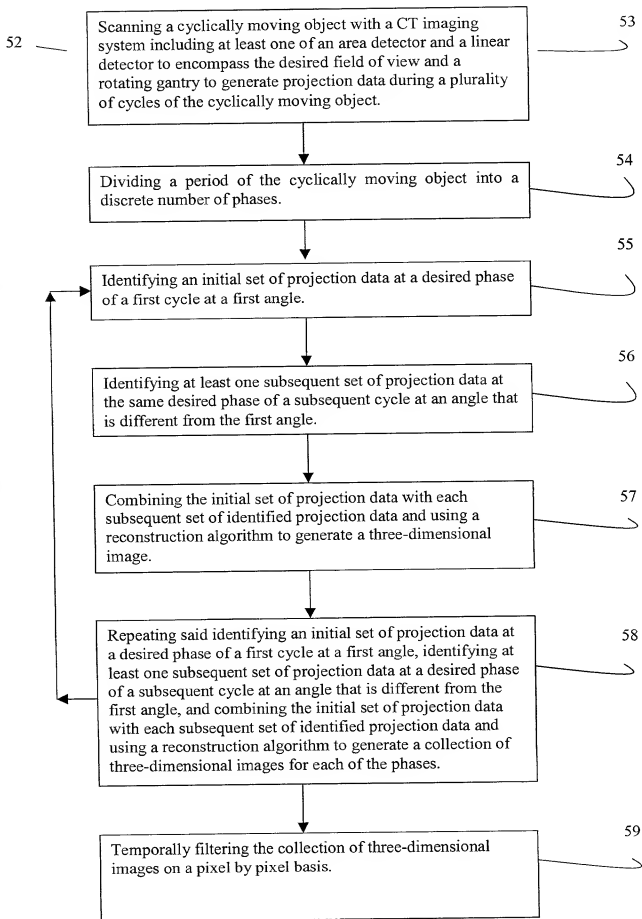 52
Scanning a cyclically moving object with a CT imaging
system including at least one of an area detector and a linear
detector to encompass the desired field of view and a
rotating gantry to generate projection data during a plurality
of cycles of the cyclically moving object.
53
Dividing a period of the cyclically moving object into a
discrete number of phases.
54
Identifying an initial set of projection data at a desired phase
of a first cycle at a first angle.
55
Identifying at least one subsequent set of projection data at
the same desired phase of a subsequent cycle at an angle that
is different from the first angle.
56
Combining the initial set of projection data with each
subsequent set of identified projection data and using a
reconstruction algorithm to generate a three-dimensional
image.
57
Repeating said identifying an initial set of projection data at
a desired phase of a first cycle at a first angle, identifying at
least one subsequent set of projection data at a desired phase
of a subsequent cycle at an angle that is different from the
first angle, and combining the initial set of projection data
with each subsequent set of identified projection data and
using a reconstruction algorithm to generate a collection of
three-dimensional images for each of the phases.
58
Temporally filtering the collection of three-dimensional
images on a pixel by pixel basis.
59